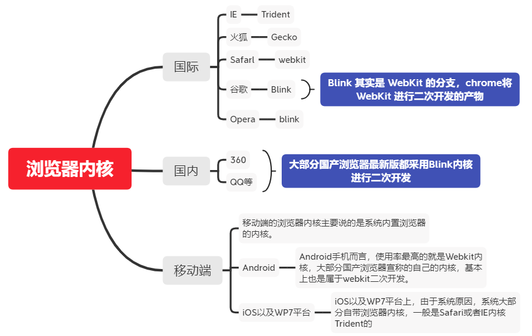 浏览器内核
国际
IE
Trident
火狐
Gecko
Safarl
webkit
谷歌
Blink
Blink 其实是 WebKit 的分支，chrome将
WebKit 进行二次开发的产物
Opera
blink
国内
360
QQ等
大部分国产浏览器最新版都采用Blink内核
进行二次开发
移动端
移动端的浏览器内核主要说的是系统内置浏览器
的内核。
Android
Android手机而言，使用率最高的就是Webkit内
核，大部分国产浏览器宣称的自己的内核，基本
上也是属于webkit二次开发。
iOS以及WP7平台
iOS以及WP7平台上，由于系统原因，系统大部
分自带浏览器内核，一般是Safari或者IE内核
Trident的